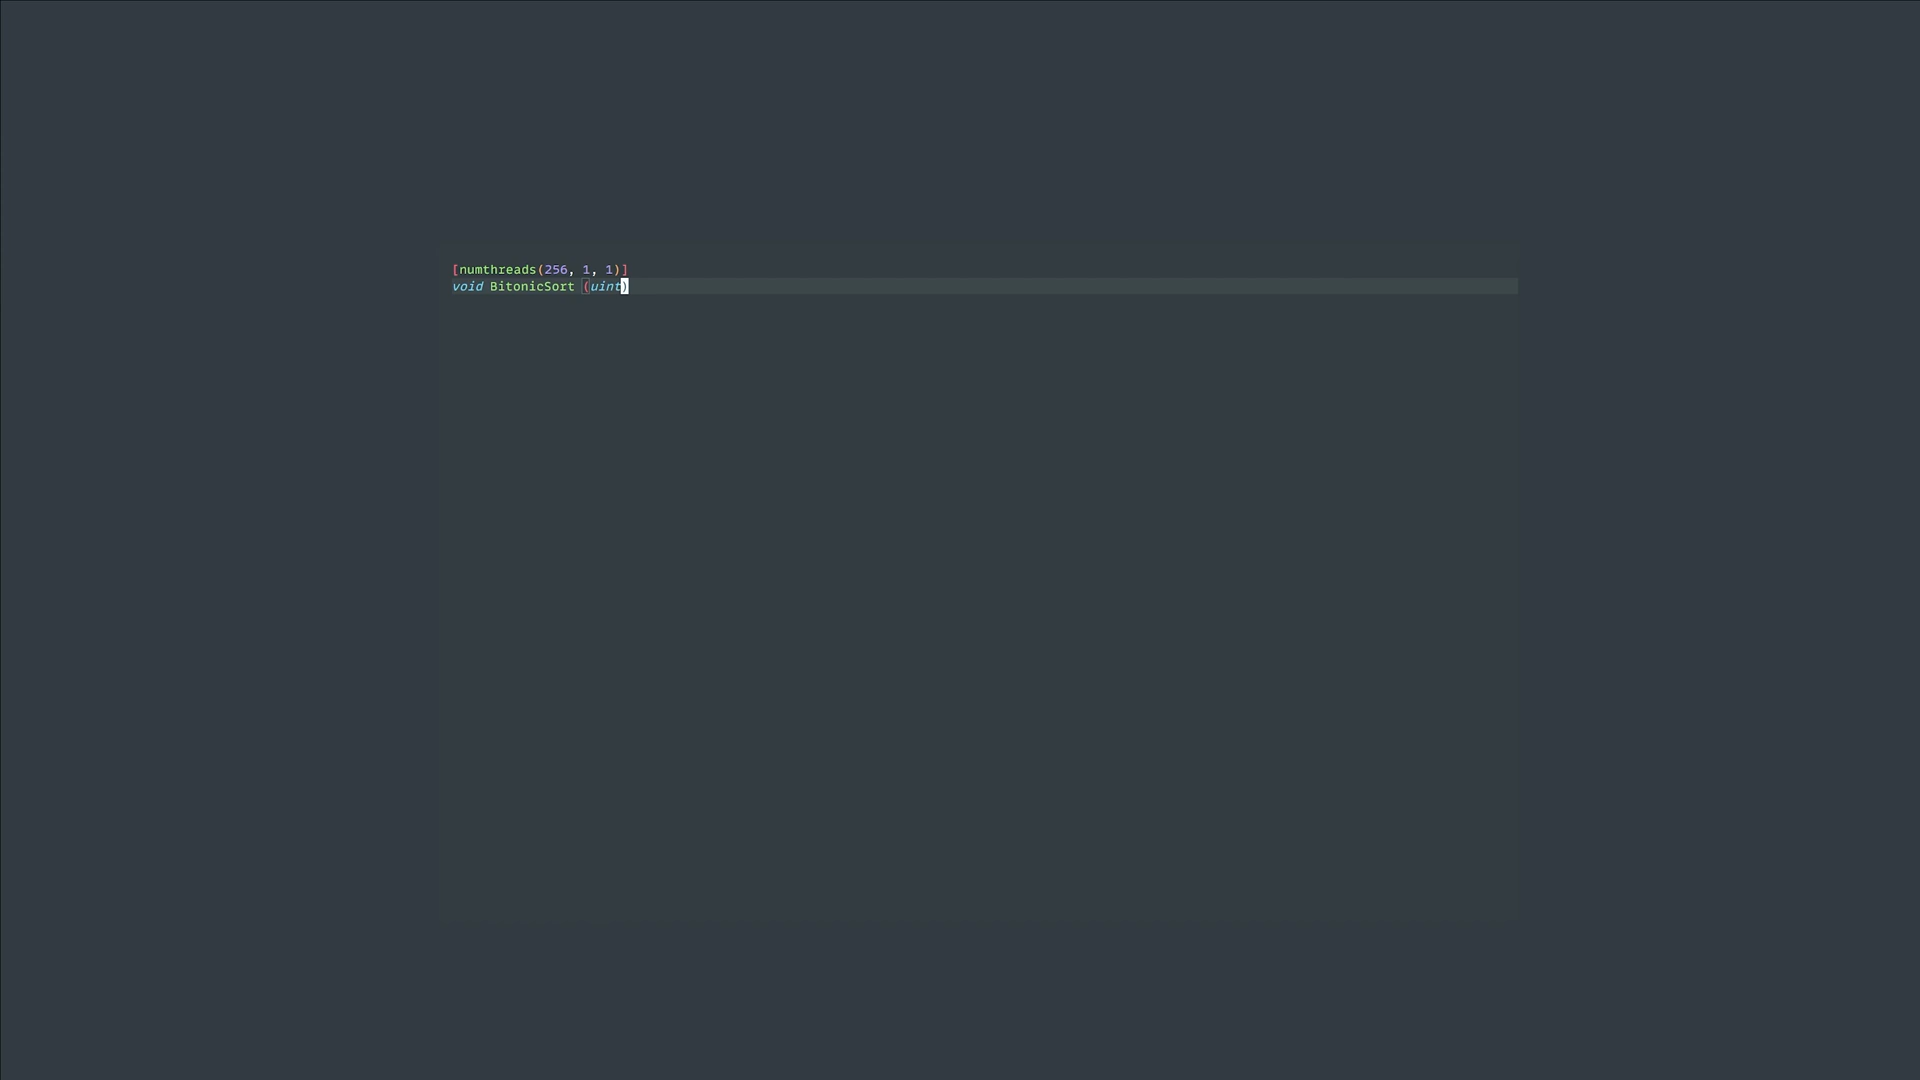 [numthreads(256, 1, 1)]
void BitonicSort (uint)